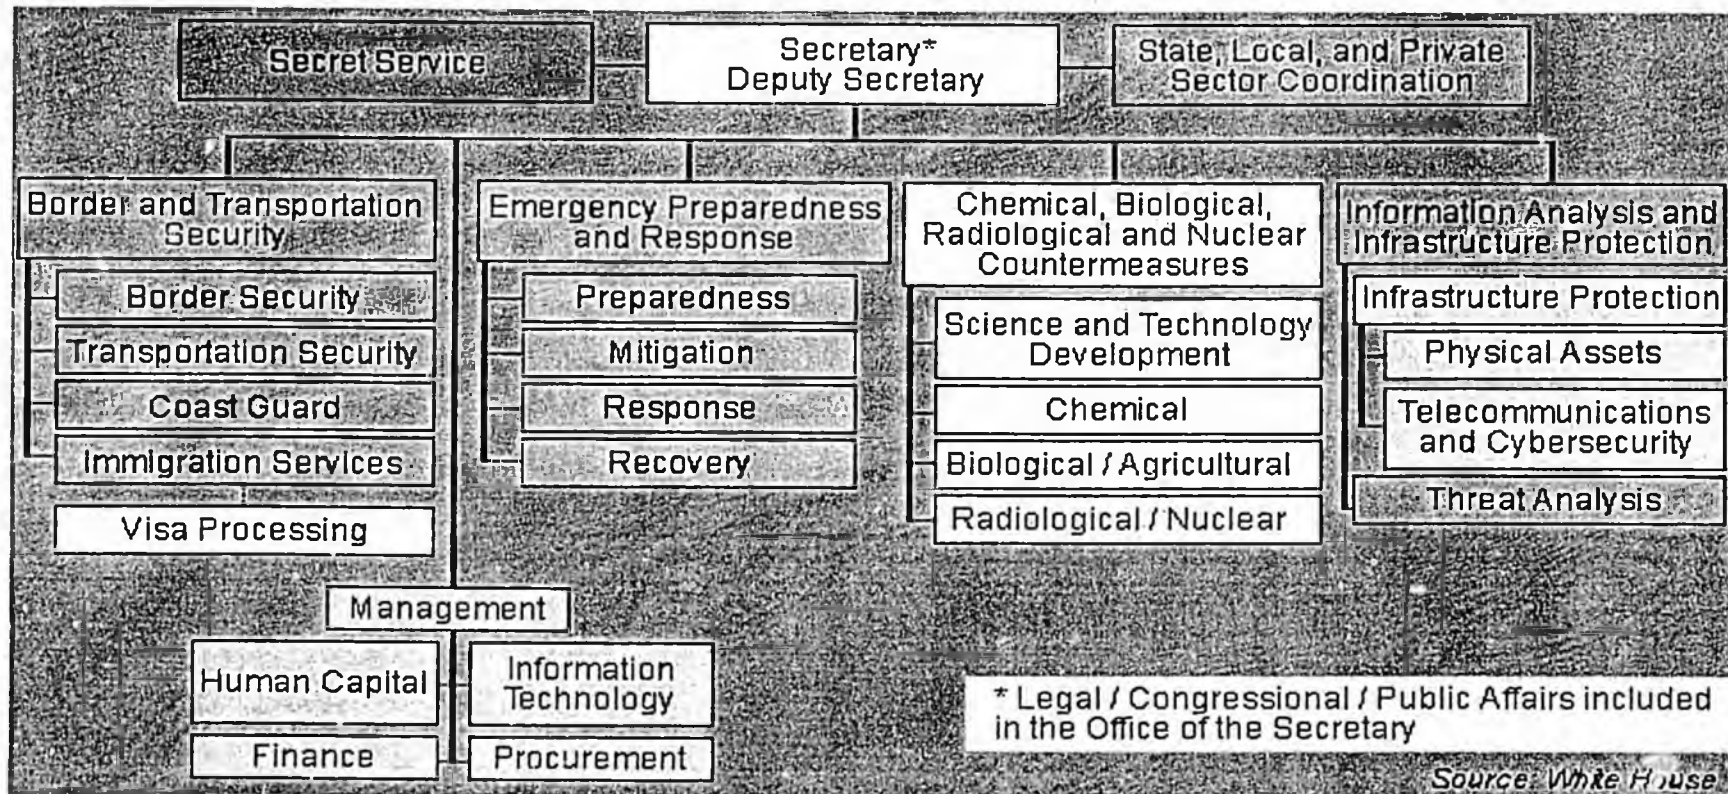 Secret Service
Secretary*
Deputy Secretary
State, Local, and Private
Sector Coordination
Border and Transportation
Security
Border Security
Transportation Security
Coast Guard
Immigration Services
Visa Processing
Emergency Preparedness
and Response
Preparedness
Mitigation
Response
Recovery
Chemical, Biological,
Radiological and Nuclear
Countermeasures
Science and Technology
Development
Chemical
Biological / Agricultural
Radiological / Nuclear
Information Analysis and
Infrastructure Protection
Infrastructure Protection
Physical Assets
Telecommunications
and Cybersecurity
Threat Analysis
Management
Human Capital
Information
Technology
Finance
Procurement
* Legal / Congressional / Public Affairs included
in the Office of the Secretary
Source: White House